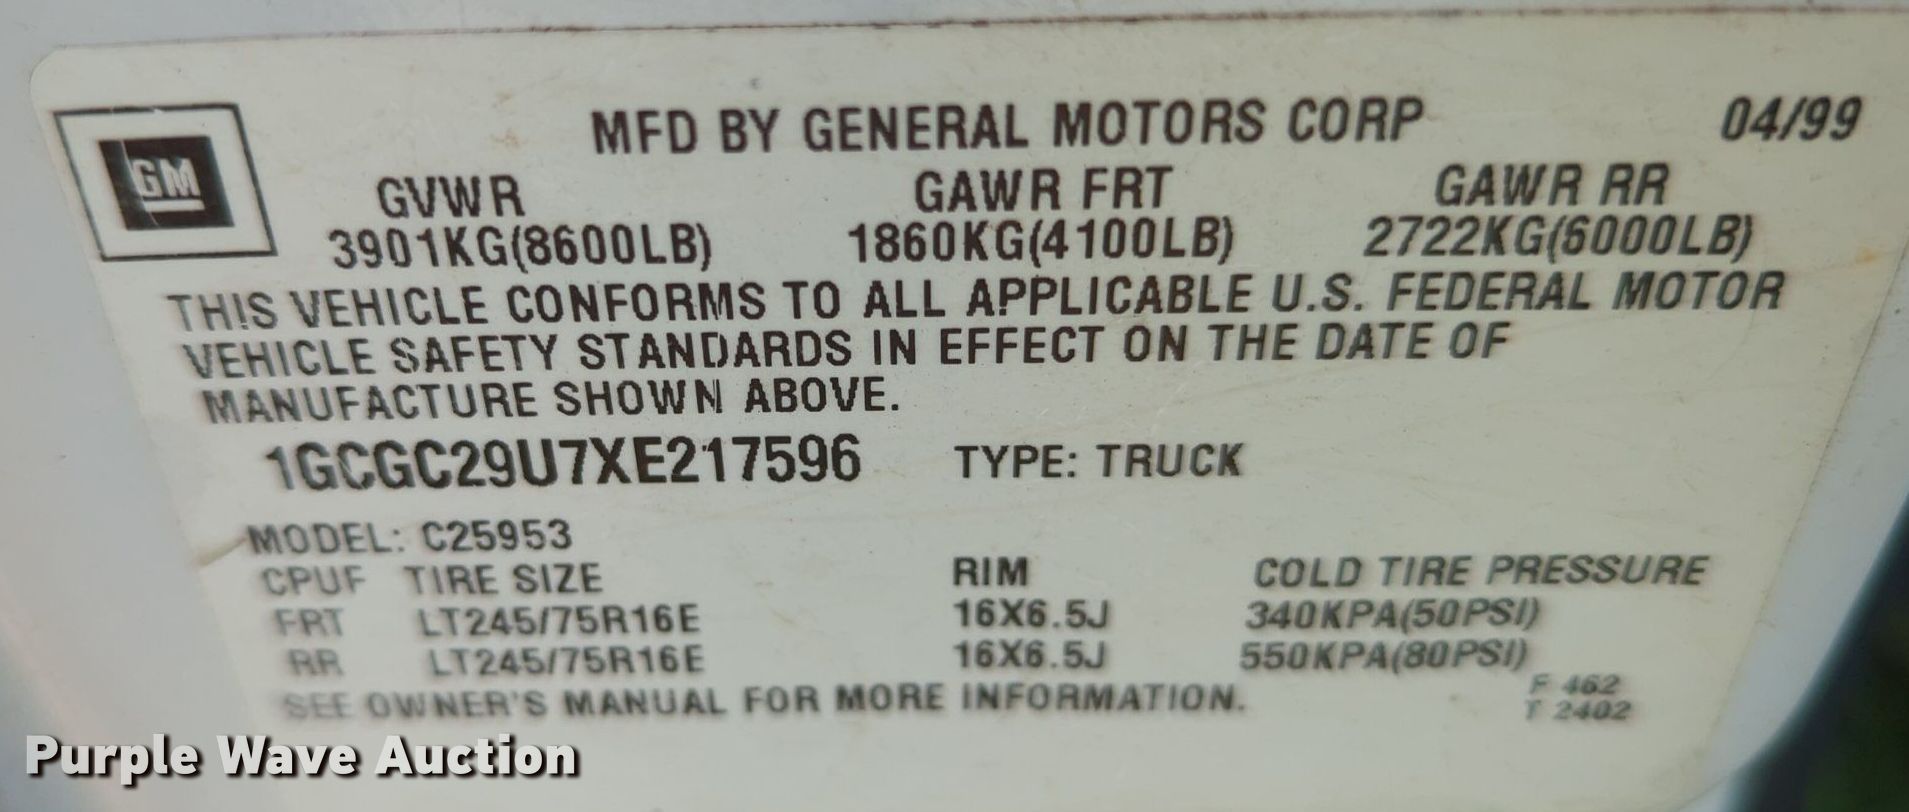 MFD BY GENERAL MOTORS CORP 04/99
GM
GVWR GAWR FRT GAWR RR
3901KG(8600LB) 1860KG(4100LB) 2722KG(6000LB)
THIS VEHICLE CONFORMS TO ALL APPLICABLE U.S. FEDERAL MOTOR
VEHICLE SAFETY STANDARDS IN EFFECT ON THE DATE OF
MANUFACTURE SHOWN ABOVE.
1GCGC29U7XE217596 TYPE: TRUCK
MODEL: C25953
CPUF TIRE SIZE RIM COLD TIRE PRESSURE
FRT LT245/75R16E 16X6.5J 340KPA(50PSI)
RR LT245/75R16E 16X6.5J 550KPA(80PSI)
SEE OWNER'S MANUAL FOR MORE INFORMATION.
F 462
T 2402
Purple Wave Auction